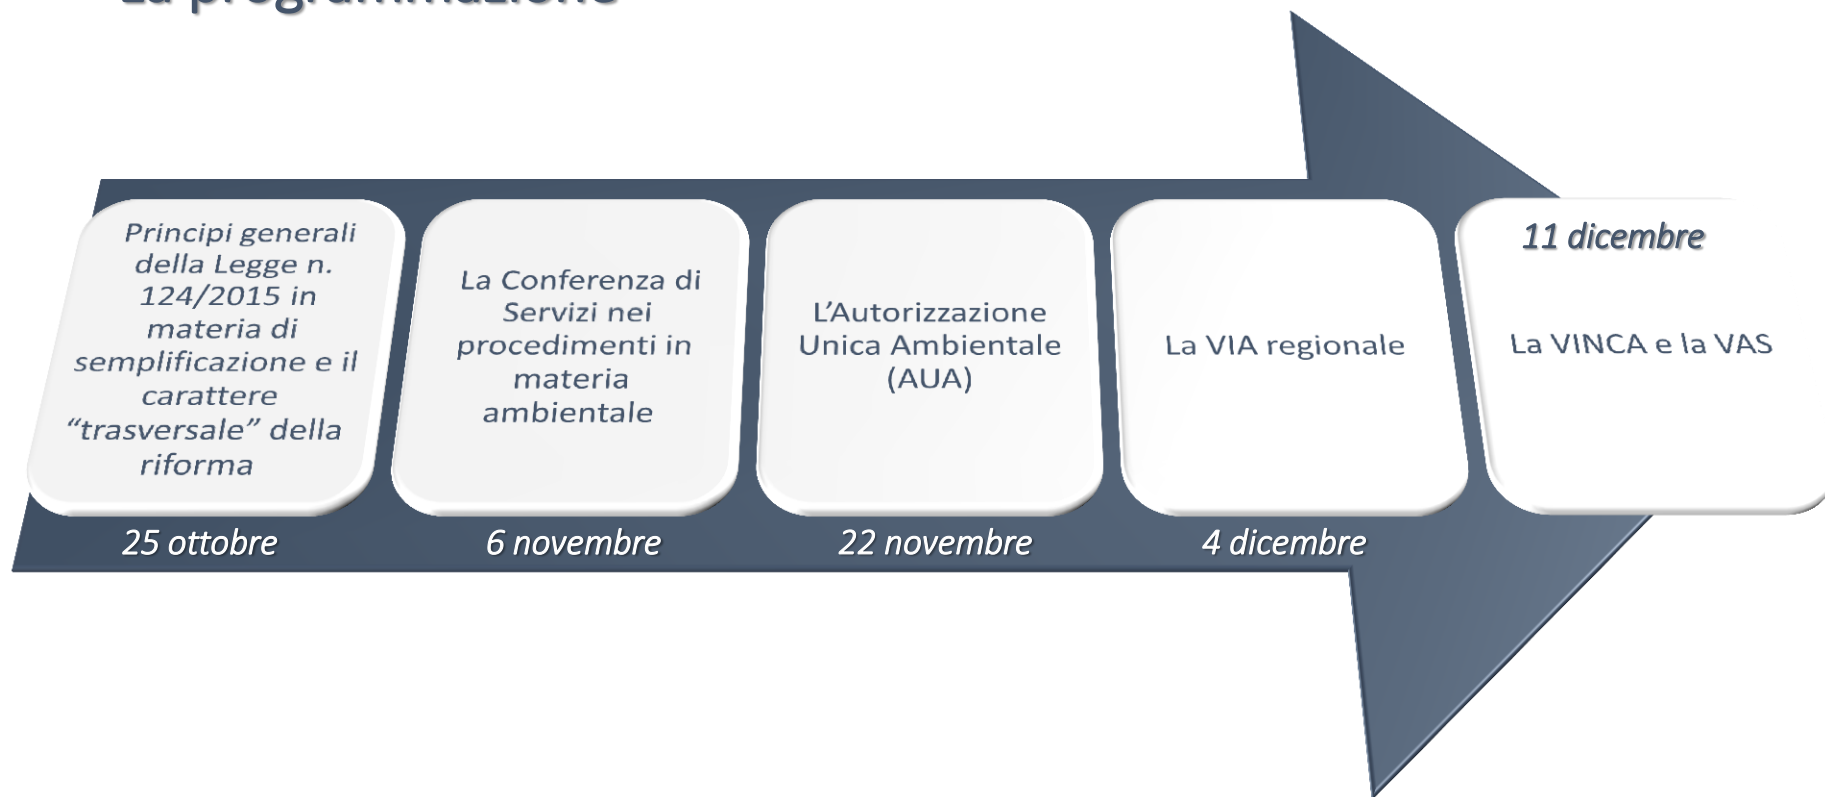 La programmazione
Principi generali
della Legge n.
124/2015 in
materia di
semplificazione e il
carattere
“trasversale” della
riforma
25 ottobre
La Conferenza di
Servizi nei
procedimenti in
materia
ambientale
6 novembre
L’Autorizzazione
Unica Ambientale
(AUA)
22 novembre
La VIA regionale
4 dicembre
11 dicembre
La VINCA e la VAS